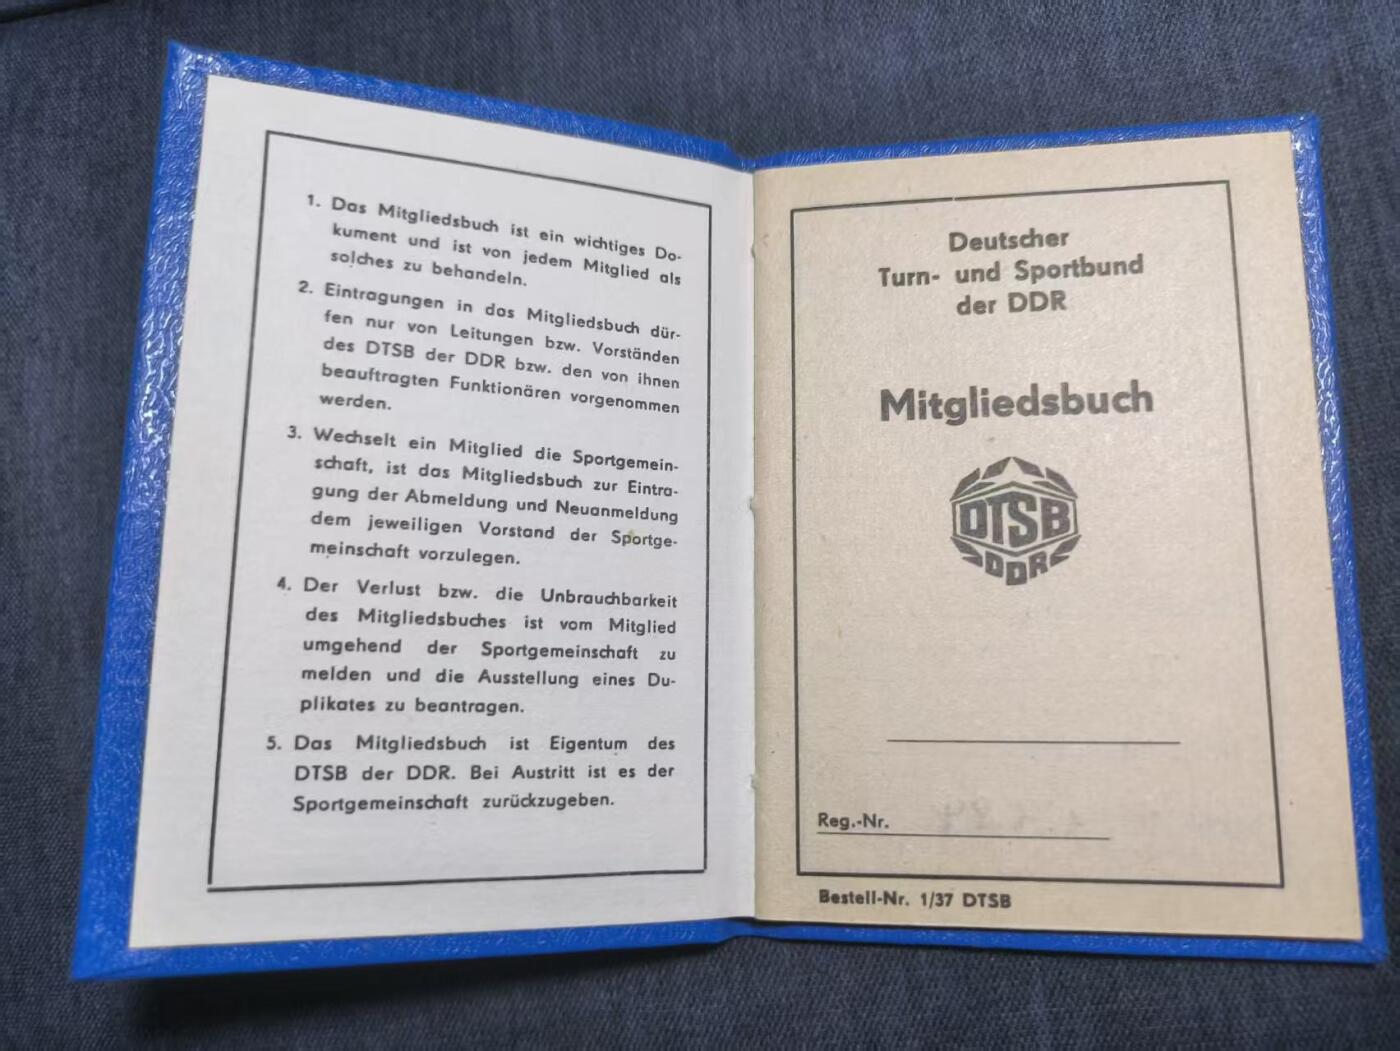 1. Das Mitgliedsbuch ist ein wichtiges Do-
kument und ist von jedem Mitglied als
solches zu behandeln.
2. Eintragungen in das Mitgliedsbuch dür-
fen nur von Leitungen bzw. Vorständen
des DTSB der DDR bzw. den von ihnen
beauftragten Funktionären vorgenommen
werden.
3. Wechselt ein Mitglied die Sportgemein-
schaft, ist das Mitgliedsbuch zur Eintra-
gung der Abmeldung und Neuanmeldung
dem jeweiligen Vorstand der Sportge-
meinschaft vorzulegen.
4. Der Verlust bzw. die Unbrauchbarkeit
des Mitgliedsbuches ist vom Mitglied
umgehend der Sportgemeinschaft zu
melden und die Ausstellung eines Du-
plikates zu beantragen.
5. Das Mitgliedsbuch ist Eigentum des
DTSB der DDR. Bei Austritt ist es der
Sportgemeinschaft zurückzugeben.
Deutscher
Turn- und Sportbund
der DDR
Mitgliedsbuch
DTSB
DDR
Reg.-Nr.
Bestell-Nr. 1/37 DTSB